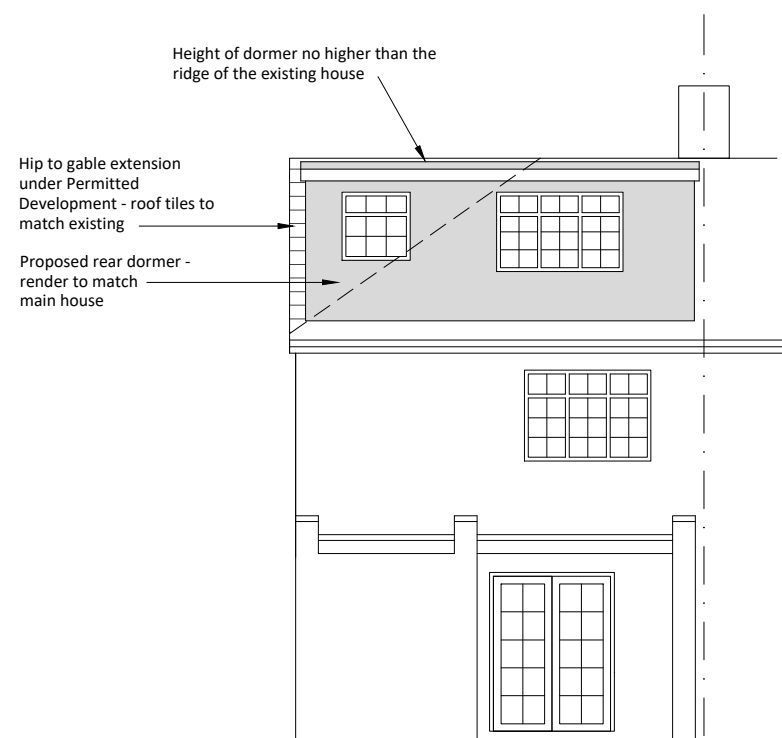 Height of dormer no higher than the
ridge of the existing house
Hip to gable extension
under Permitted
Development - roof tiles to
match existing
Proposed rear dormer -
render to match
main house